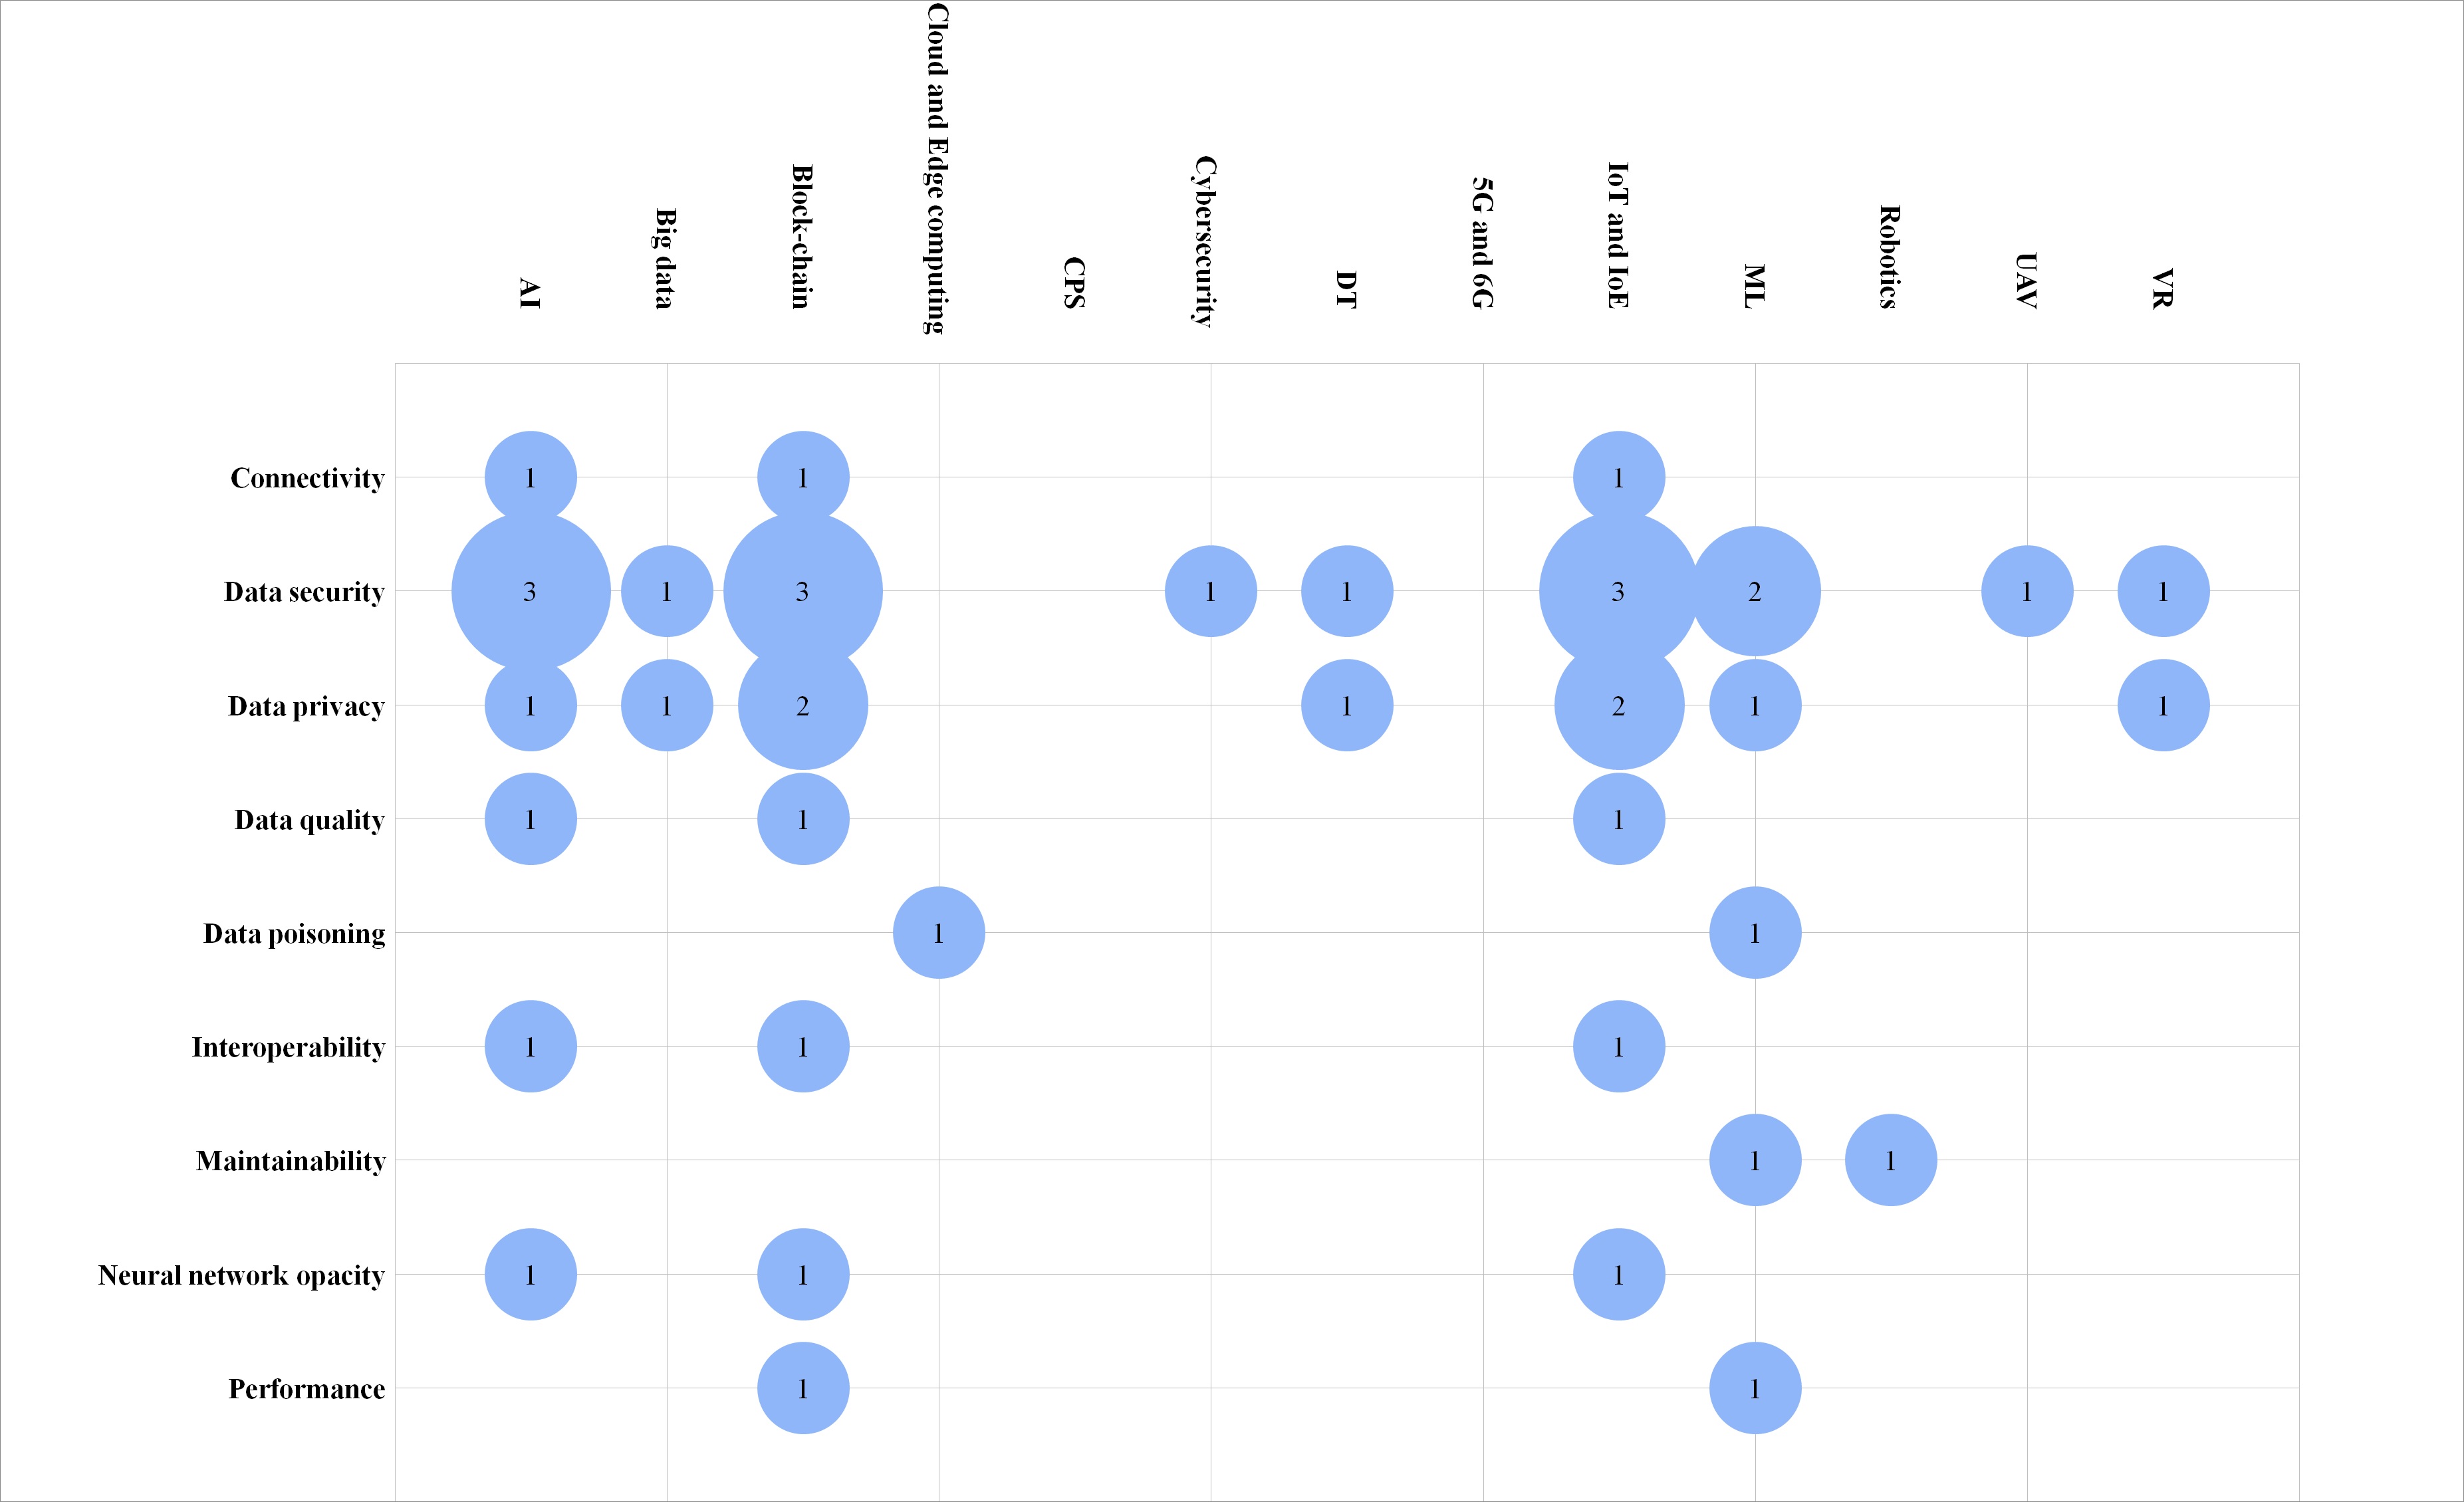 AI
Big data
Block-chain
Cloud and Edge computing
CPS
Cybersecurity
DT
5G and 6G
IoT and IoE
ML
Robotics
UAV
VR
Connectivity 1 1 1
Data security 3 1 3 1 1 3 2 1 1
Data privacy 1 1 2 1 2 1 1
Data quality 1 1 1
Data poisoning 1 1
Interoperability 1 1 1
Maintainability 1 1
Neural network opacity 1 1 1
Performance 1 1